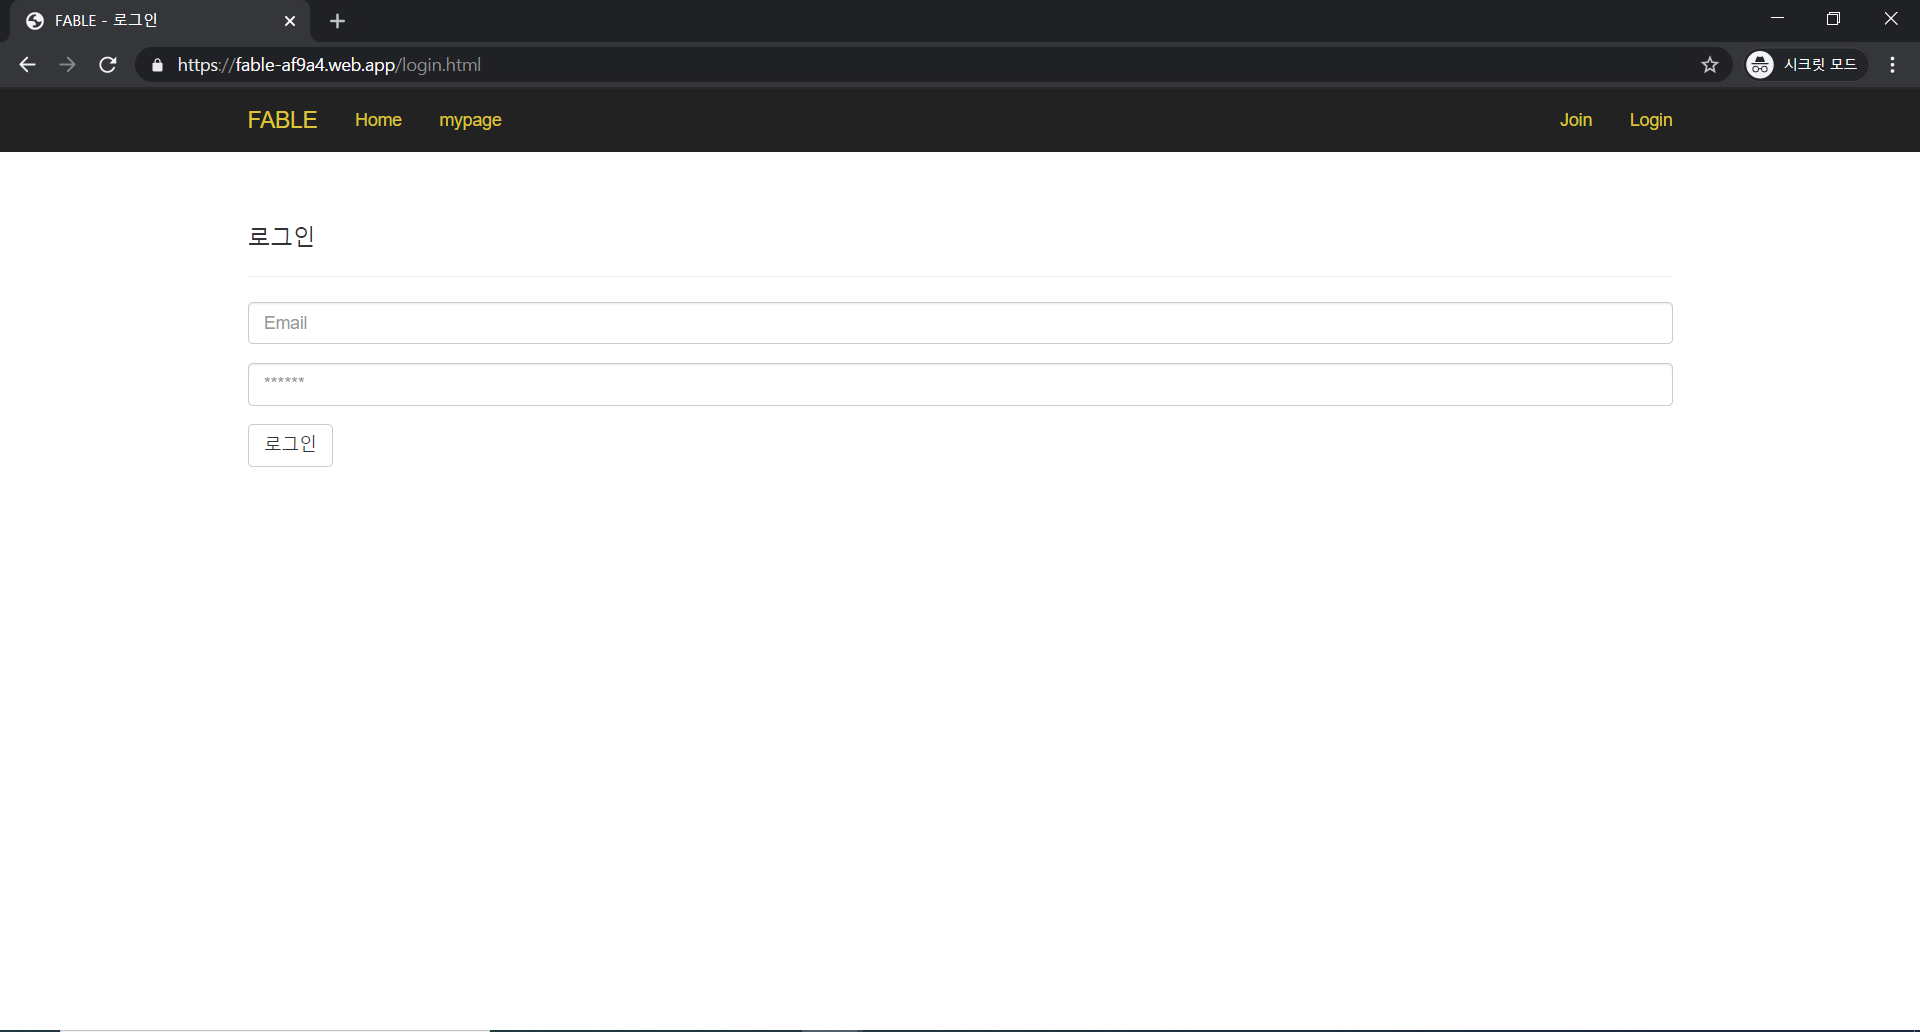 FABLE - 로그인
https://fable-af9a4.web.app/login.html
시크릿 모드
FABLE Home mypage Join Login
로그인
Email
******
로그인